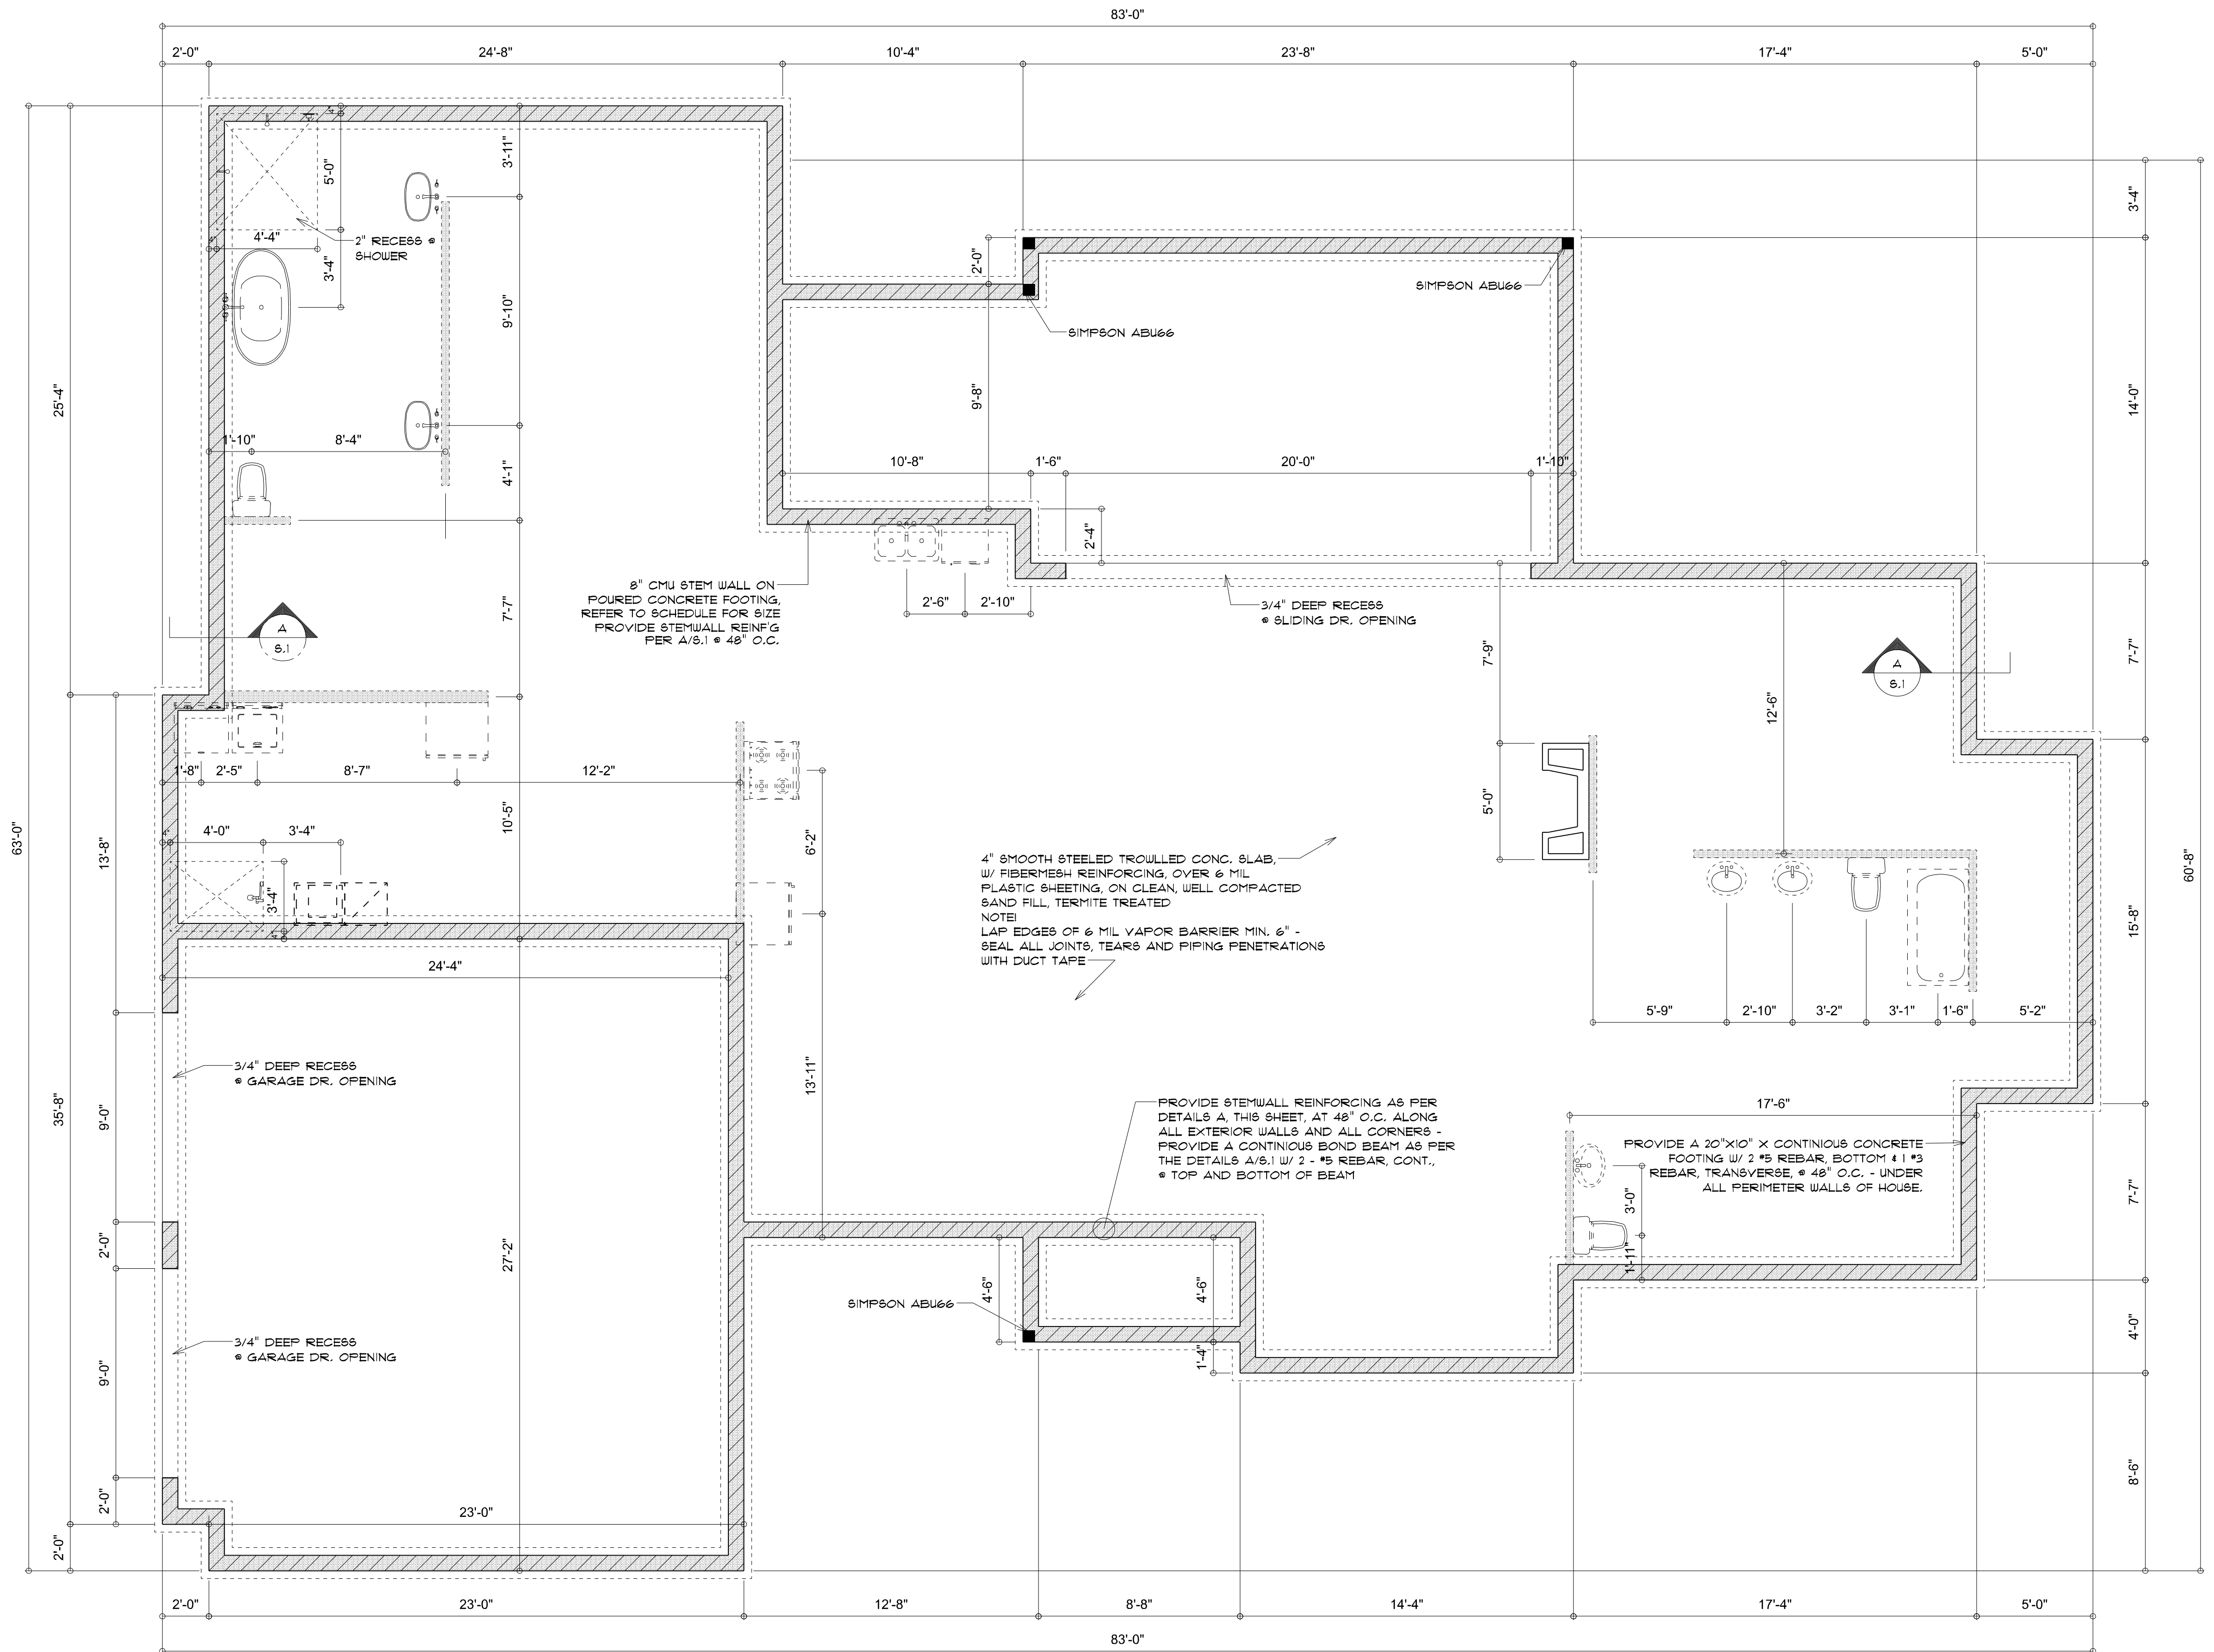 83'-0"
2'-0" 24'-8" 10'-4" 23'-8" 17'-4" 5'-0"
4"
3'-11"
5'-0"
3'-4"
4" 4'-4"
2" RECESS @
SHOWER
2'-0"
SIMPSON ABU66
SIMPSON ABU66
9'-10"
25'-4"
9'-8"
14'-0"
1'-10" 8'-4"
4'-1"
10'-8" 1'-6" 20'-0" 1'-10"
2'-4"
8" CMU STEM WALL ON
POURED CONCRETE FOOTING,
REFER TO SCHEDULE FOR SIZE
PROVIDE STEMWALL REINF'G
PER A/S.1 @ 48" O.C.
2'-6" 2'-10"
3/4" DEEP RECESS
@ SLIDING DR. OPENING
7'-7"
A
S.1
7'-9"
12'-6"
A
S.1
7'-7"
1'-8" 2'-5" 8'-7" 12'-2"
10'-5"
5'-0"
63'-0"
13'-8"
4" 4'-0" 3'-4"
3'-4"
4"
6'-2"
4" SMOOTH STEELED TROWLLED CONC. SLAB,
W/ FIBERMESH REINFORCING, OVER 6 MIL
PLASTIC SHEETING, ON CLEAN, WELL COMPACTED
SAND FILL, TERMITE TREATED
NOTE!
LAP EDGES OF 6 MIL VAPOR BARRIER MIN. 6" -
SEAL ALL JOINTS, TEARS AND PIPING PENETRATIONS
WITH DUCT TAPE
60'-8"
15'-8"
24'-4"
5'-9" 2'-10" 3'-2" 3'-1" 1'-6" 5'-2"
3/4" DEEP RECESS
@ GARAGE DR. OPENING
13'-11"
35'-8"
9'-0"
PROVIDE STEMWALL REINFORCING AS PER
DETAILS A, THIS SHEET, AT 48" O.C. ALONG
ALL EXTERIOR WALLS AND ALL CORNERS -
PROVIDE A CONTINIOUS BOND BEAM AS PER
THE DETAILS A/S.1 W/ 2 - #5 REBAR, CONT.,
@ TOP AND BOTTOM OF BEAM
17'-6"
PROVIDE A 20"X10" X CONTINIOUS CONCRETE
FOOTING W/ 2 #5 REBAR, BOTTOM & 1 #3
REBAR, TRANSVERSE, @ 48" O.C. - UNDER
ALL PERIMETER WALLS OF HOUSE.
3'-0"
1'-11"
7'-7"
2'-0"
27'-2"
4'-6"
4'-6"
SIMPSON ABU66
1'-4"
4'-0"
3/4" DEEP RECESS
@ GARAGE DR. OPENING
9'-0"
8'-6"
2'-0"
23'-0"
2'-0"
3'-4"
2'-0" 23'-0" 12'-8" 8'-8" 14'-4" 17'-4" 5'-0"
83'-0"